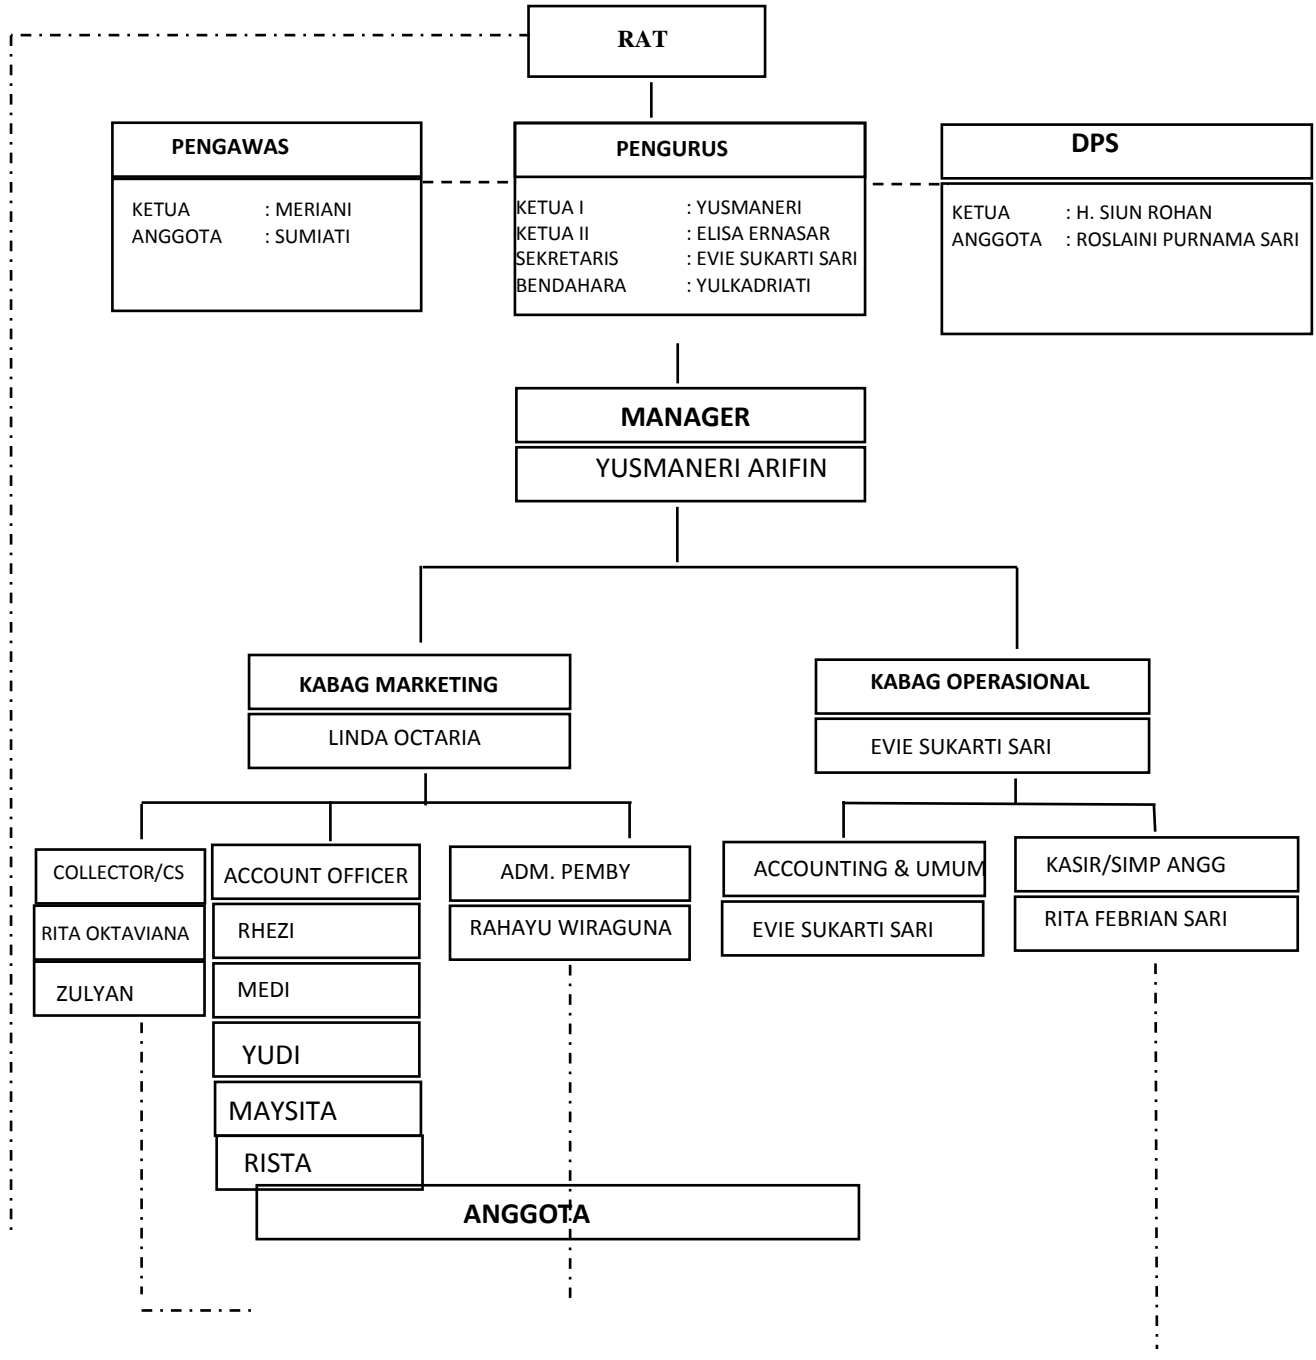 RAT
PENGAWAS
KETUA : MERIANI
ANGGOTA : SUMIATI
PENGURUS
KETUA I : YUSMANERI
KETUA II : ELISA ERNASAR
SEKRETARIS : EVIE SUKARTI SARI
BENDAHARA : YULKADRIATI
DPS
KETUA : H. SIUN ROHAN
ANGGOTA : ROSLAINI PURNAMA SARI
MANAGER
YUSMANERI ARIFIN
KABAG MARKETING
LINDA OCTARIA
KABAG OPERASIONAL
EVIE SUKARTI SARI
COLLECTOR/CS
RITA OKTAVIANA
ZULYAN
ACCOUNT OFFICER
RHEZI
MEDI
YUDI
MAYSITA
RISTA
ADM. PEMBY
RAHAYU WIRAGUNA
ACCOUNTING & UMUM
EVIE SUKARTI SARI
KASIR/SIMP ANGG
RITA FEBRIAN SARI
ANGGOTA